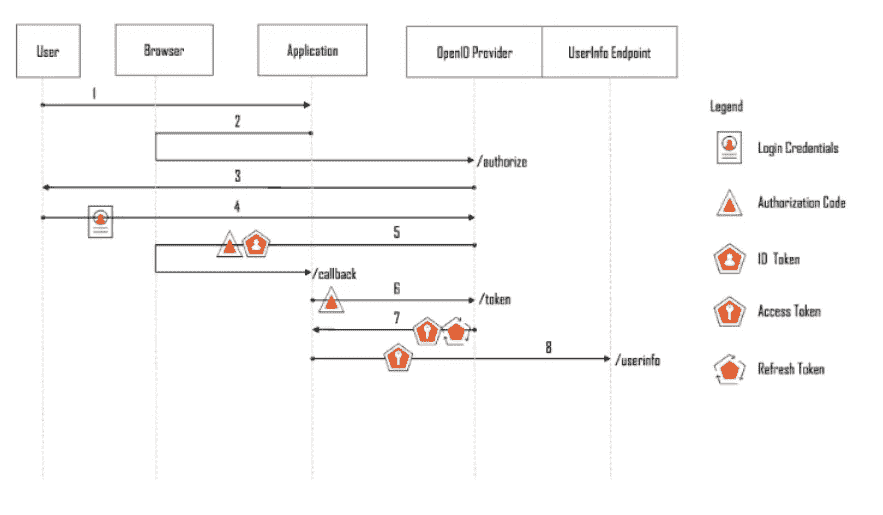 User
Browser
Application
OpenID Provider
UserInfo Endpoint
1
2
/authorize
3
4
5
/callback
6
/token
7
8
/userinfo
Legend
Login Credentials
Authorization Code
ID Token
Access Token
Refresh Token